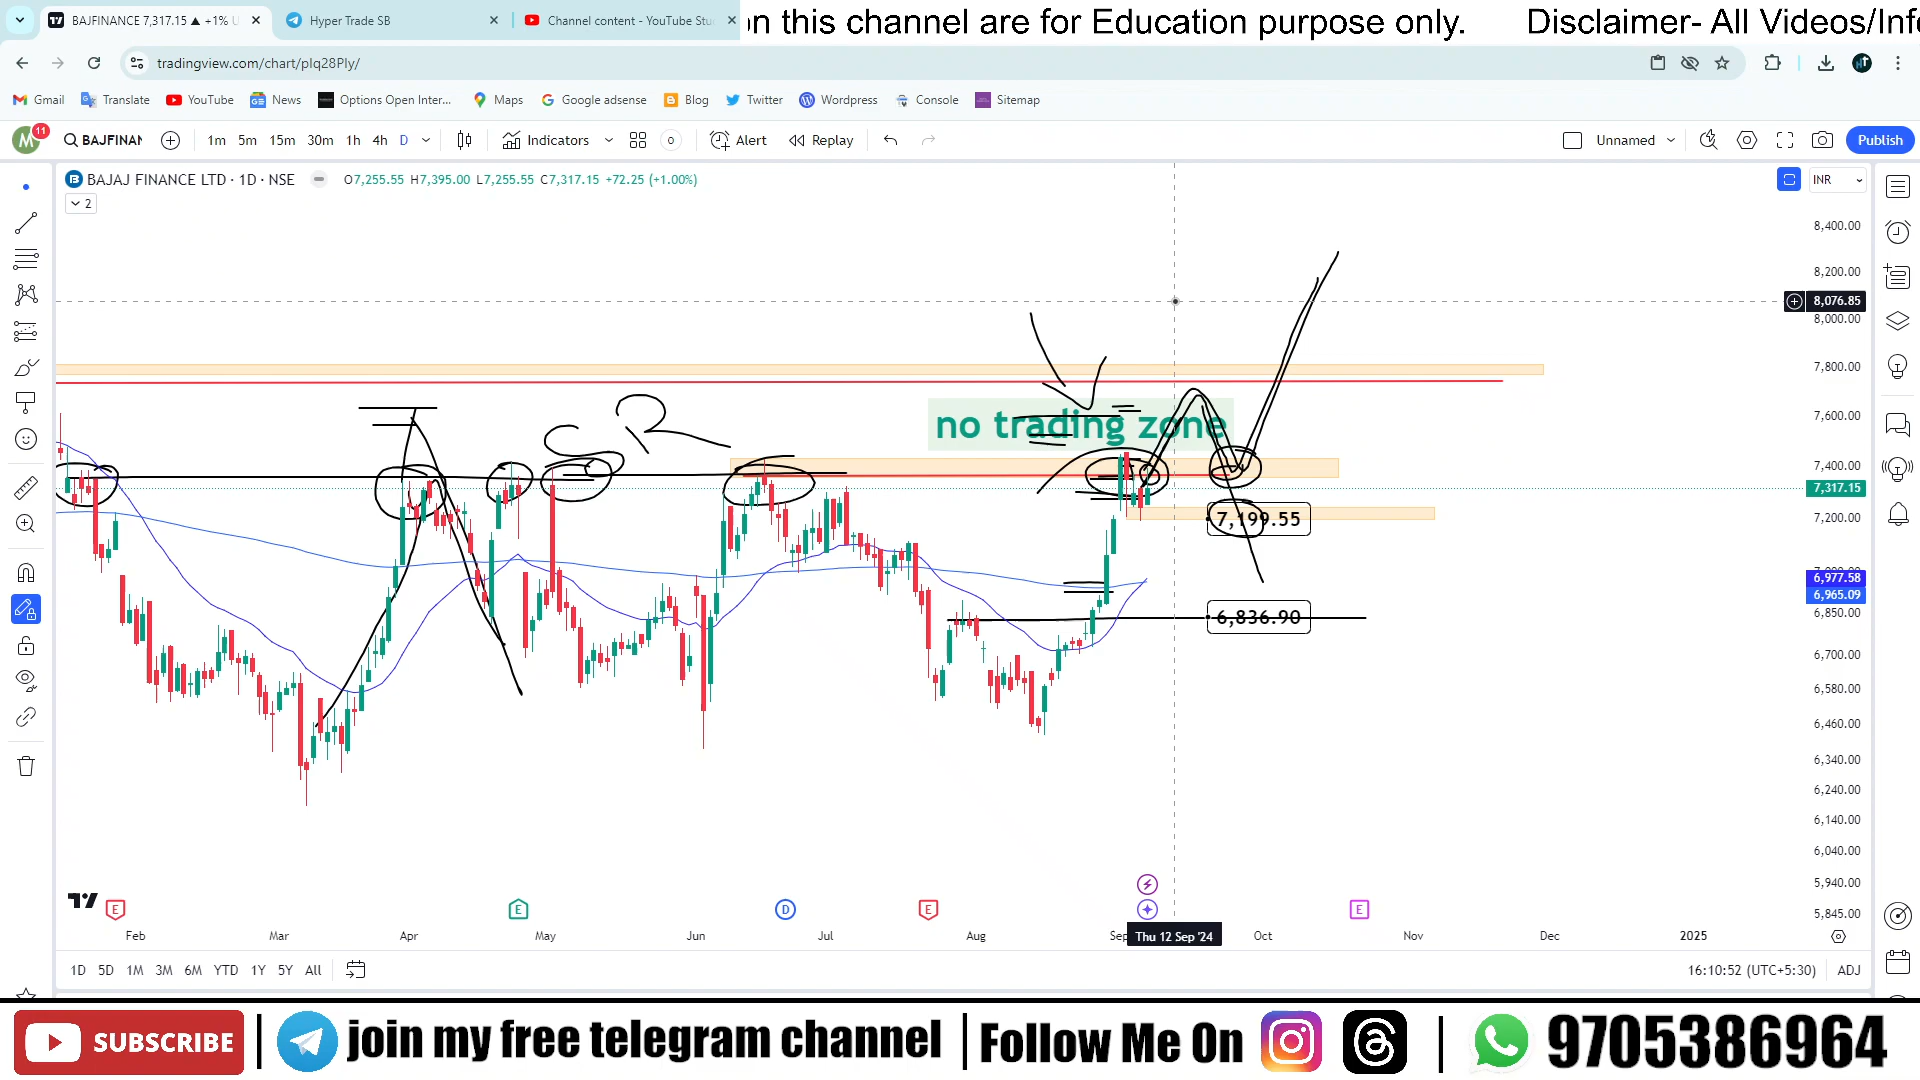 BAJFINANCE 7,317.15 ▲ +1% U
Hyper Trade SB
Channel content - YouTube Stu
on this channel are for Education purpose only. Disclaimer- All Videos/Info
tradingview.com/chart/pIq28Ply/
Gmail Translate YouTube News Options Open Inter... Maps Google adsense Blog Twitter Wordpress Console Sitemap
M 11 BAJFINAN 1m 5m 15m 30m 1h 4h D Indicators Alert Replay Unnamed Publish
BAJAJ FINANCE LTD · 1D · NSE O7,255.55 H7,395.00 L7,255.55 C7,317.15 +72.25 (+1.00%) INR
2
8,400.00
8,200.00
8,076.85
8,000.00
7,800.00
7,600.00
SR
no trading zone
7,400.00
7,317.15
7,200.00
7,199.55
6,977.58
6,965.09
6,850.00
6,836.90
6,700.00
6,580.00
6,460.00
6,340.00
6,240.00
6,140.00
6,040.00
5,940.00
5,845.00
E E D E E
Feb Mar Apr May Jun Jul Aug Sep Thu 12 Sep '24 Oct Nov Dec 2025
1D 5D 1M 3M 6M YTD 1Y 5Y All 16:10:52 (UTC+5:30) ADJ
SUBSCRIBE | join my free telegram channel | Follow Me On | 9705386964